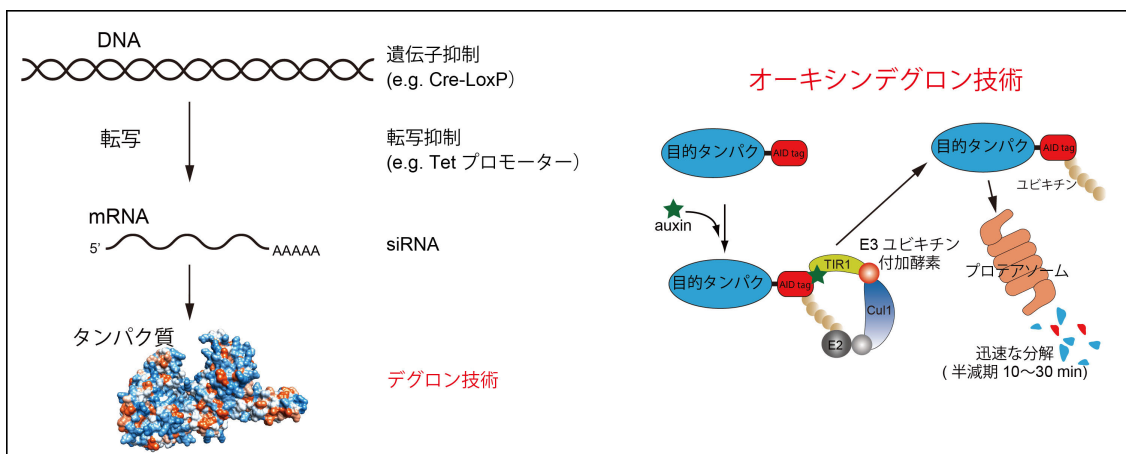 DNA
遺伝子抑制
(e.g. Cre-LoxP)
転写
転写抑制
(e.g. Tet プロモーター)
mRNA
5’
AAAAA
siRNA
タンパク質
デグロン技術
オーキシンデグロン技術
目的タンパク
AID tag
auxin
目的タンパク
AID tag
TIR1
E3 ユビキチン
付加酵素
Cul1
E2
目的タンパク
AID tag
ユビキチン
プロテアソーム
迅速な分解
( 半減期 10〜30 min)